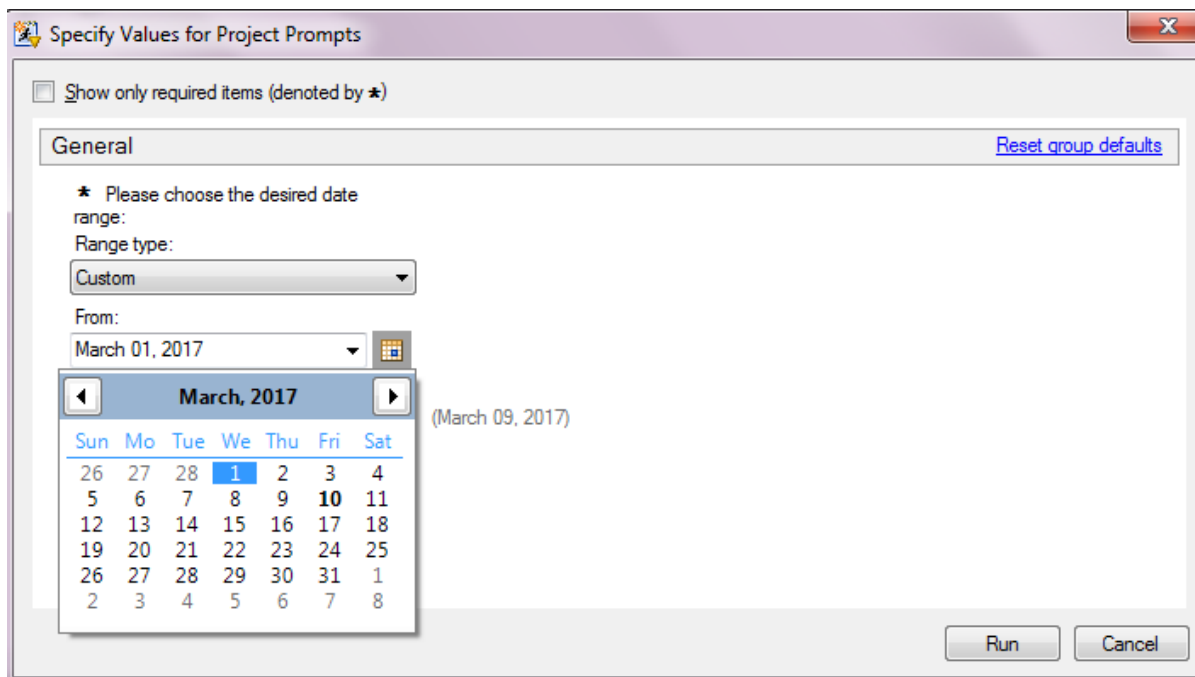 Specify Values for Project Prompts
Show only required items (denoted by *)
General Reset group defaults
* Please choose the desired date
range:
Range type:
Custom
From:
March 01, 2017
March, 2017
(March 09, 2017)
Sun Mo Tue We Thu Fri Sat
26 27 28 1 2 3 4
5 6 7 8 9 10 11
12 13 14 15 16 17 18
19 20 21 22 23 24 25
26 27 28 29 30 31 1
2 3 4 5 6 7 8
Run Cancel